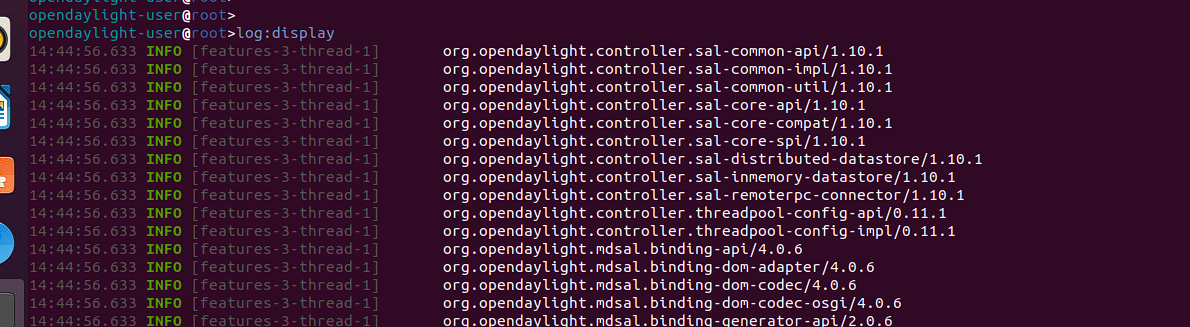 opendaylight-user@root>
opendaylight-user@root>
opendaylight-user@root>log:display
14:44:56.633 INFO [features-3-thread-1] org.opendaylight.controller.sal-common-api/1.10.1
14:44:56.633 INFO [features-3-thread-1] org.opendaylight.controller.sal-common-impl/1.10.1
14:44:56.633 INFO [features-3-thread-1] org.opendaylight.controller.sal-common-util/1.10.1
14:44:56.633 INFO [features-3-thread-1] org.opendaylight.controller.sal-core-api/1.10.1
14:44:56.633 INFO [features-3-thread-1] org.opendaylight.controller.sal-core-compat/1.10.1
14:44:56.633 INFO [features-3-thread-1] org.opendaylight.controller.sal-core-spi/1.10.1
14:44:56.633 INFO [features-3-thread-1] org.opendaylight.controller.sal-distributed-datastore/1.10.1
14:44:56.633 INFO [features-3-thread-1] org.opendaylight.controller.sal-inmemory-datastore/1.10.1
14:44:56.633 INFO [features-3-thread-1] org.opendaylight.controller.sal-remoterpc-connector/1.10.1
14:44:56.633 INFO [features-3-thread-1] org.opendaylight.controller.threadpool-config-api/0.11.1
14:44:56.633 INFO [features-3-thread-1] org.opendaylight.controller.threadpool-config-impl/0.11.1
14:44:56.633 INFO [features-3-thread-1] org.opendaylight.mdsal.binding-api/4.0.6
14:44:56.633 INFO [features-3-thread-1] org.opendaylight.mdsal.binding-dom-adapter/4.0.6
14:44:56.633 INFO [features-3-thread-1] org.opendaylight.mdsal.binding-dom-codec/4.0.6
14:44:56.633 INFO [features-3-thread-1] org.opendaylight.mdsal.binding-dom-codec-osgi/4.0.6
14:44:56.633 INFO [features-3-thread-1] org.opendaylight.mdsal.binding-generator-api/2.0.6